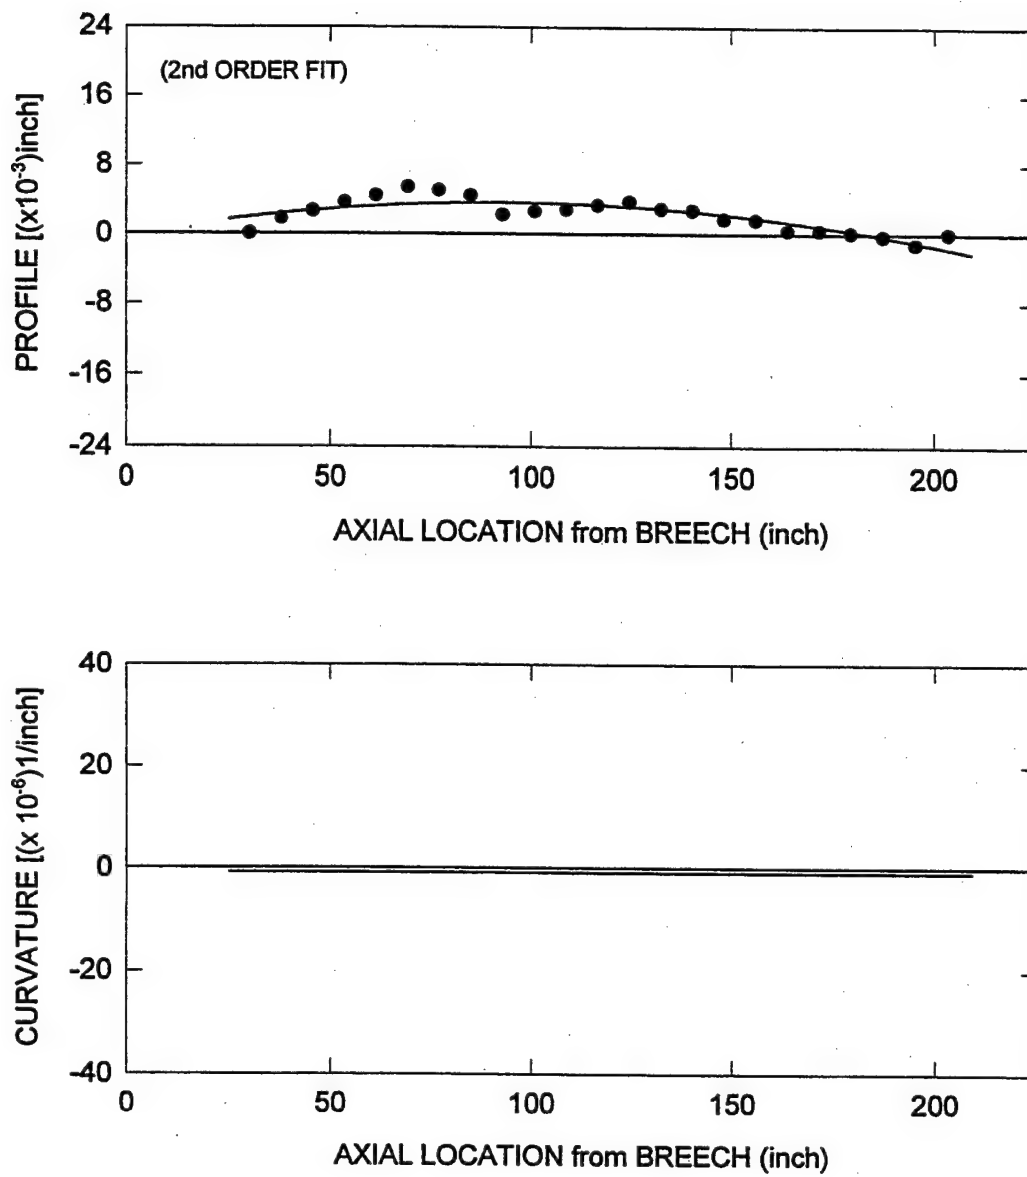 24
(2nd ORDER FIT)
16
8
0
-8
-16
-24
PROFILE [(x10⁻³)inch]
0 50 100 150 200
AXIAL LOCATION from BREECH (inch)
40
20
0
-20
-40
CURVATURE [(x 10⁻⁶)1/inch]
0 50 100 150 200
AXIAL LOCATION from BREECH (inch)